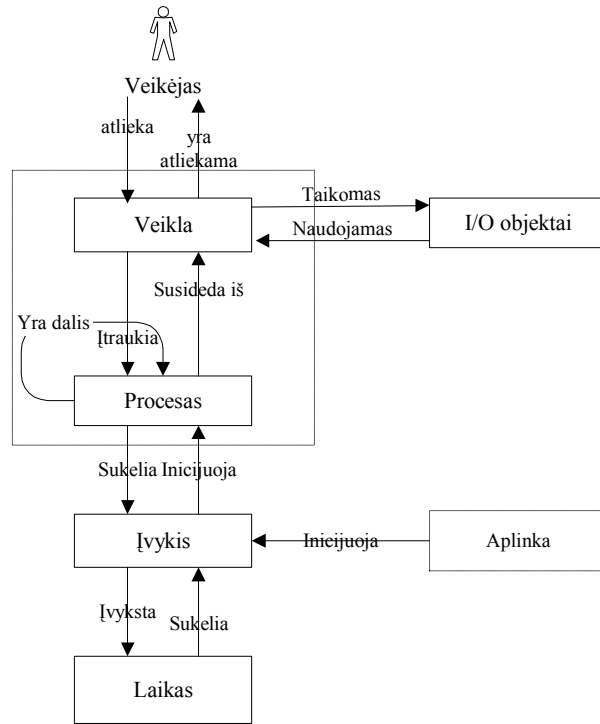 Veikėjas
atlieka
yra
atliekama
Taikomas
Veikla
I/O objektai
Naudojamas
Susideda iš
Yra dalis
Įtraukia
Procesas
Sukelia Inicijuoja
Įvykis
Inicijuoja
Aplinka
Įvyksta
Sukelia
Laikas